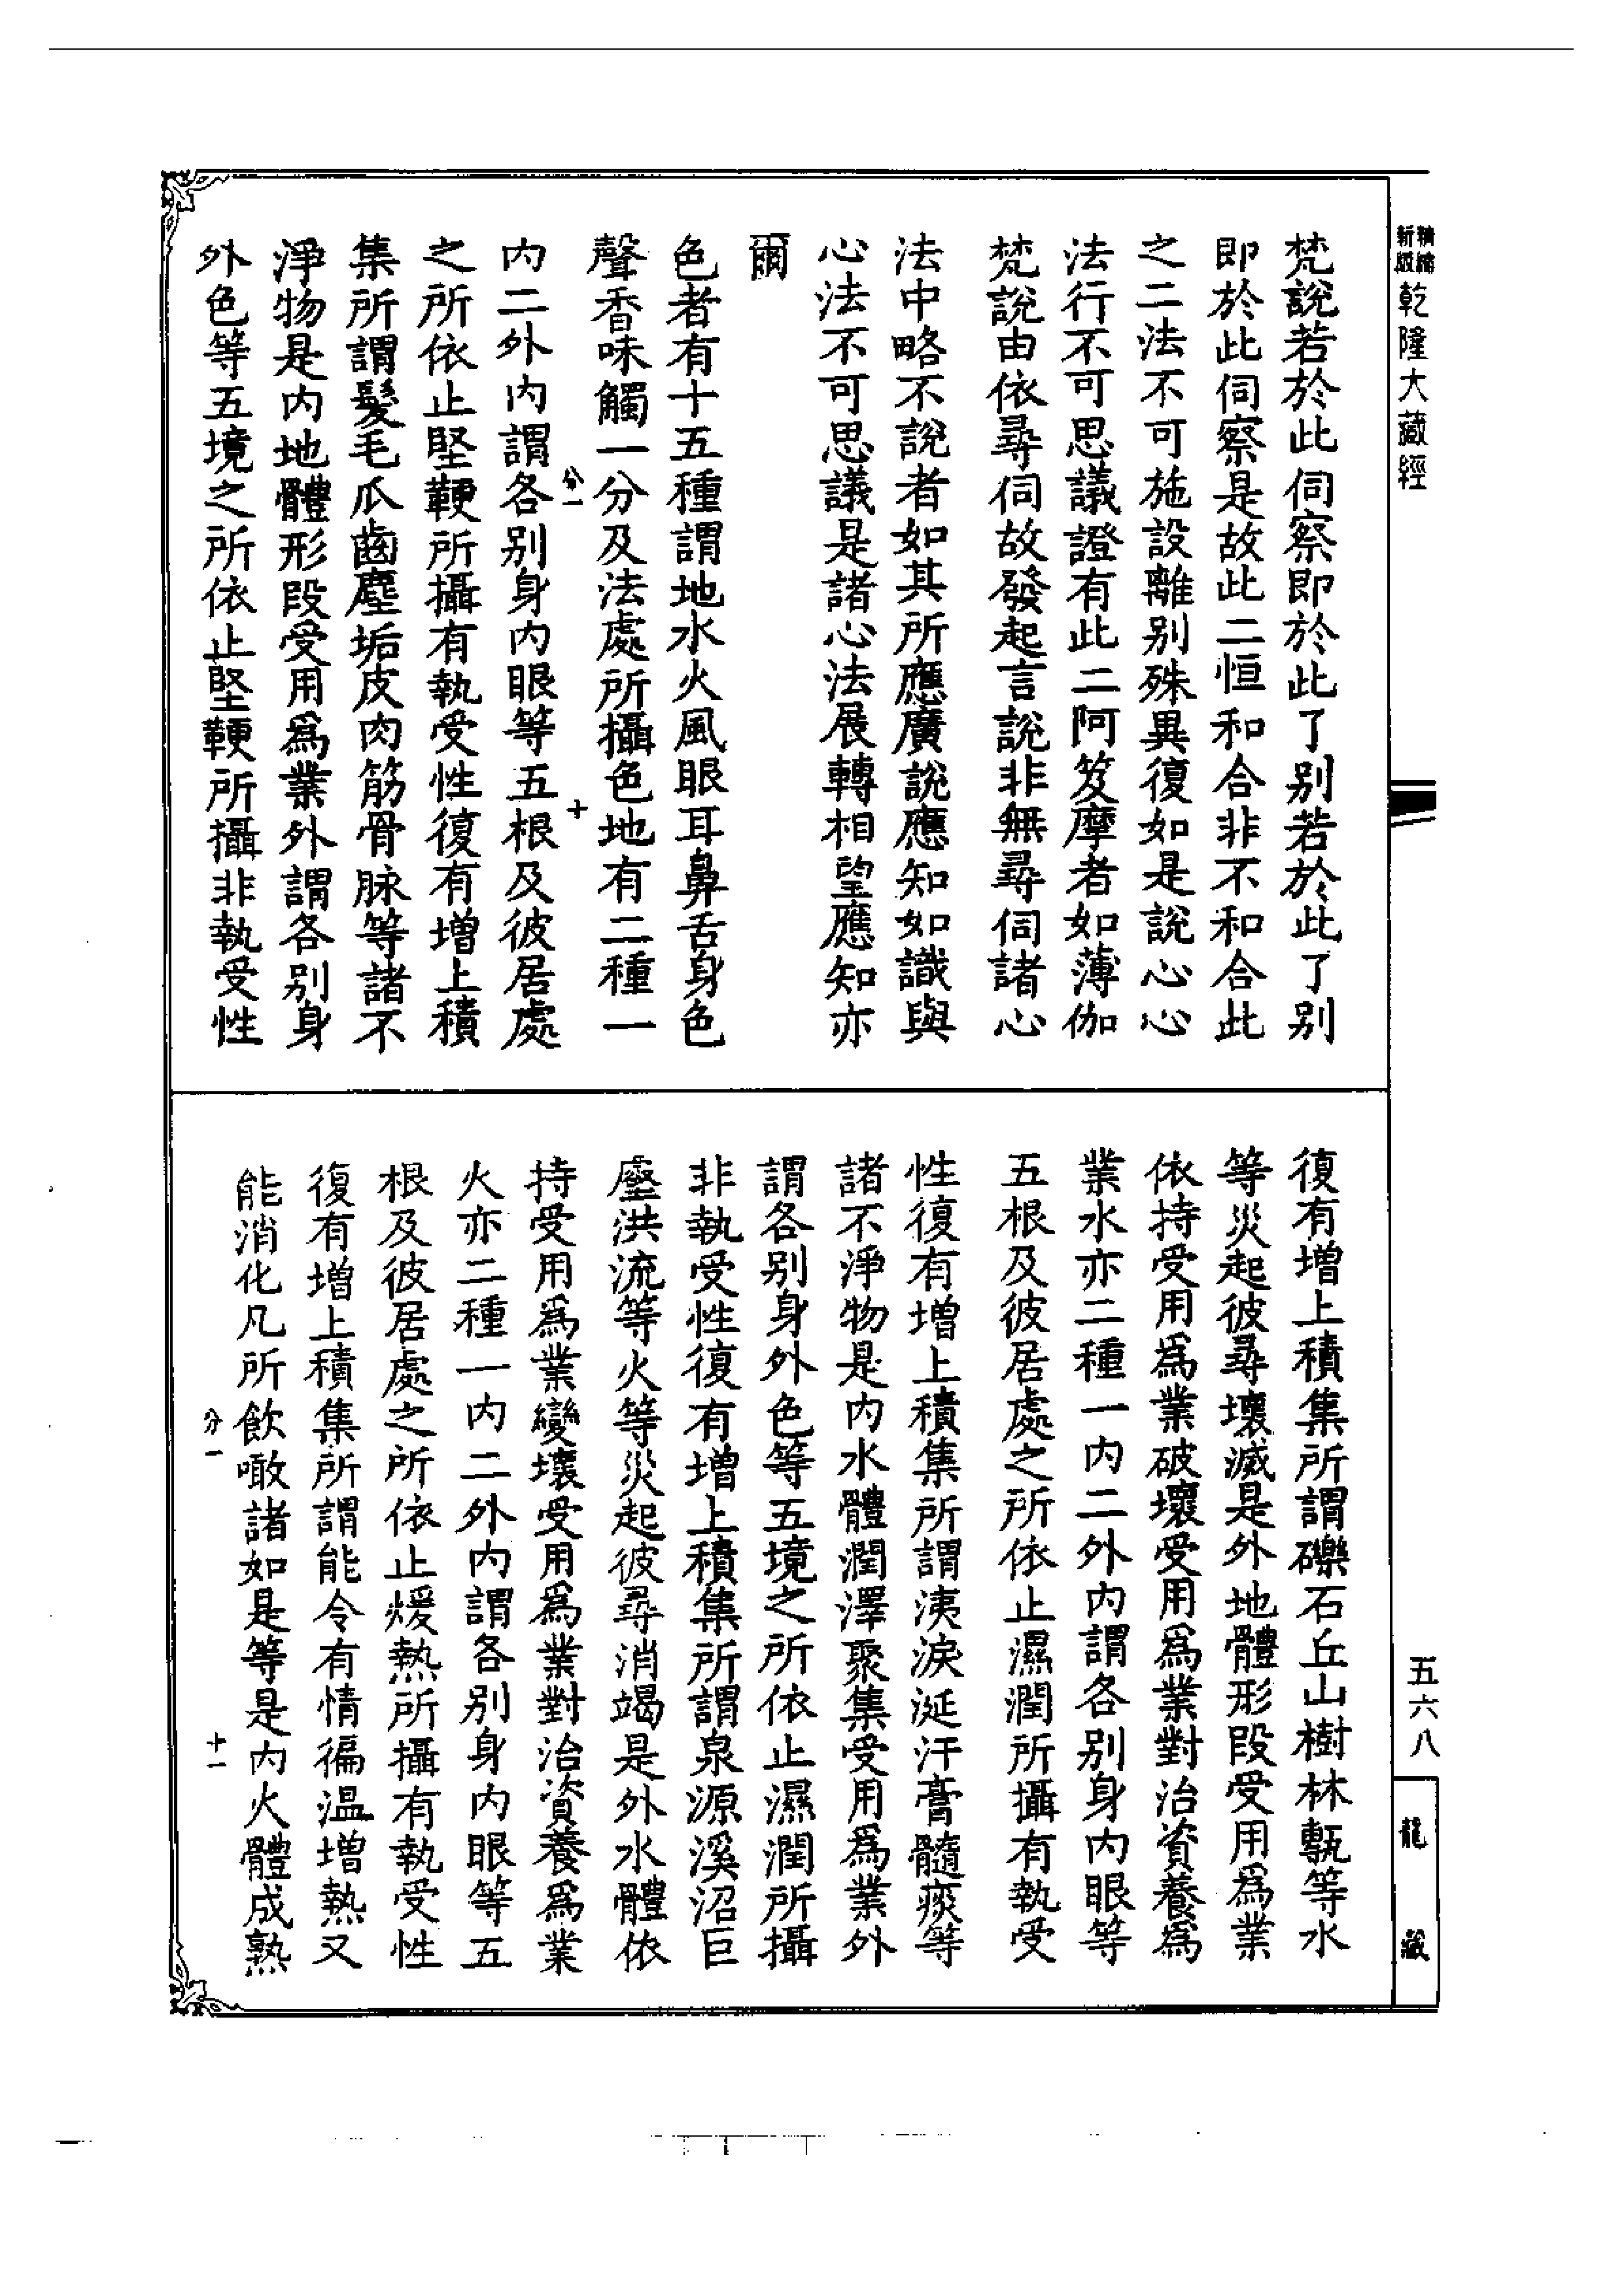 精縮
新版
乾隆大藏經
梵說若於此伺察即於此了別若於此了別
即於此伺察是故此二恒和合非不和合此
之二法不可施設離別殊異復如是說心心
法行不可思議證有此二阿笈摩者如薄伽
梵說由依尋伺故發起言說非無尋伺諸心
法中略不說者如其所應廣說應知如識與
心法不可思議是諸心法展轉相望應知亦
爾
色者有十五種謂地水火風眼耳鼻舌身色
聲香味觸一分及法處所攝色地有二種一
分一
十
內二外內謂各別身內眼等五根及彼居處
之所依止堅鞕所攝有執受性復有增上積
集所謂髮毛爪齒塵垢皮肉筋骨脉等諸不
淨物是內地體形段受用為業外謂各別身
外色等五境之所依止堅鞕所攝非執受性
復有增上積集所謂礫石丘山樹林甎等水
等災起彼尋壞滅是外地體形段受用為業
依持受用為業破壞受用為業對治資養為
業水亦二種一內二外內謂各別身內眼等
五根及彼居處之所依止濕潤所攝有執受
性復有增上積集所謂洟淚涎汗膏髓痰等
諸不淨物是內水體潤澤聚集受用為業外
謂各別身外色等五境之所依止濕潤所攝
非執受性復有增上積集所謂泉源溪沼巨
壑洪流等火等災起彼尋消竭是外水體依
持受用為業變壞受用為業對治資養為業
火亦二種一內二外內謂各別身內眼等五
根及彼居處之所依止煖熱所攝有執受性
復有增上積集所謂能令有情徧溫增熱又
能消化凡所飲噉諸如是等是內火體成熟
分一
十一
五六八
龍藏